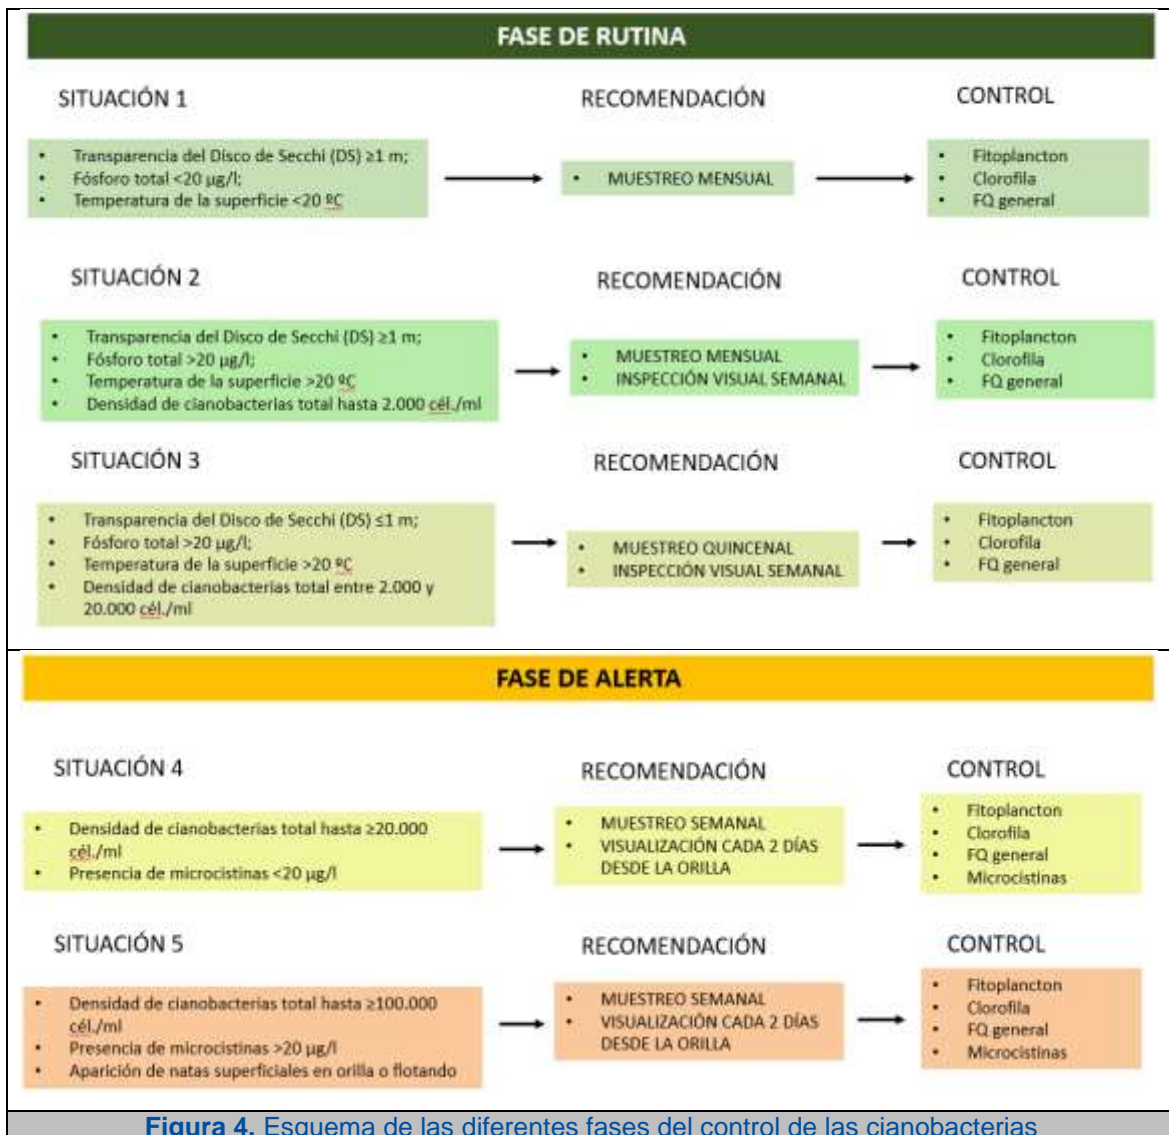 FASE DE RUTINA
SITUACIÓN 1
RECOMENDACIÓN
CONTROL
• Transparencia del Disco de Secchi (DS) ≥1 m;
• Fósforo total <20 µg/l;
• Temperatura de la superficie <20 ºC
• MUESTREO MENSUAL
• Fitoplancton
• Clorofila
• FQ general
SITUACIÓN 2
RECOMENDACIÓN
CONTROL
• Transparencia del Disco de Secchi (DS) ≥1 m;
• Fósforo total >20 µg/l;
• Temperatura de la superficie >20 ºC
• Densidad de cianobacterias total hasta 2.000 cél./ml
• MUESTREO MENSUAL
• INSPECCIÓN VISUAL SEMANAL
• Fitoplancton
• Clorofila
• FQ general
SITUACIÓN 3
RECOMENDACIÓN
CONTROL
• Transparencia del Disco de Secchi (DS) ≤1 m;
• Fósforo total >20 µg/l;
• Temperatura de la superficie >20 ºC
• Densidad de cianobacterias total entre 2.000 y
20.000 cél./ml
• MUESTREO QUINCENAL
• INSPECCIÓN VISUAL SEMANAL
• Fitoplancton
• Clorofila
• FQ general
FASE DE ALERTA
SITUACIÓN 4
RECOMENDACIÓN
CONTROL
• Densidad de cianobacterias total hasta ≥20.000
cél./ml
• Presencia de microcistinas <20 µg/l
• MUESTREO SEMANAL
• VISUALIZACIÓN CADA 2 DÍAS
DESDE LA ORILLA
• Fitoplancton
• Clorofila
• FQ general
• Microcistinas
SITUACIÓN 5
RECOMENDACIÓN
CONTROL
• Densidad de cianobacterias total hasta ≥100.000
cél./ml
• Presencia de microcistinas >20 µg/l
• Aparición de natas superficiales en orilla o flotando
• MUESTREO SEMANAL
• VISUALIZACIÓN CADA 2 DÍAS
DESDE LA ORILLA
• Fitoplancton
• Clorofila
• FQ general
• Microcistinas
Figura 4. Esquema de las diferentes fases del control de las cianobacterias